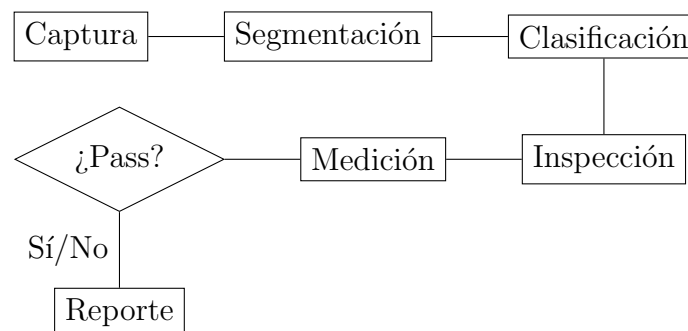 Captura
Segmentación
Clasificación
¿Pass?
Medición
Inspección
Sí/No
Reporte